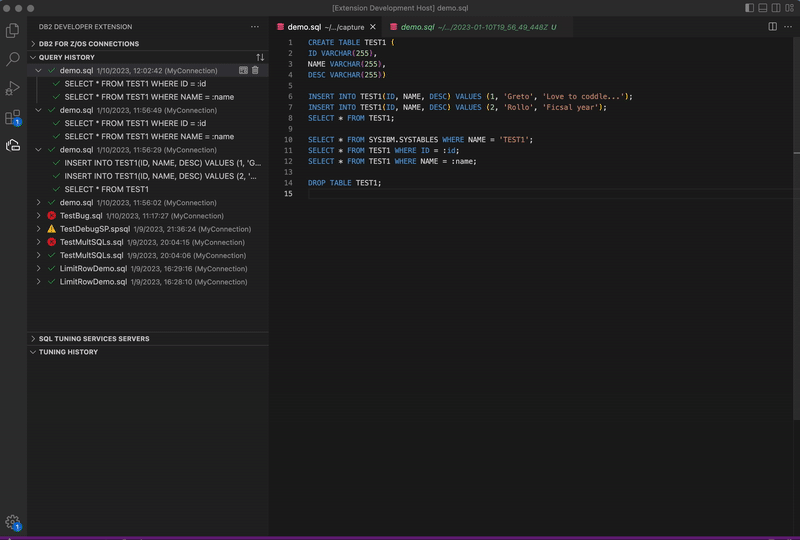 [Extension Development Host] demo.sql
DB2 DEVELOPER EXTENSION ...
demo.sql ~/.../capture
demo.sql ~/.../2023-01-10T19_56_49_448Z U
DB2 FOR Z/OS CONNECTIONS
QUERY HISTORY
demo.sql 1/10/2023, 12:02:42 (MyConnection)
SELECT * FROM TEST1 WHERE ID = :id
SELECT * FROM TEST1 WHERE NAME = :name
demo.sql 1/10/2023, 11:56:49 (MyConnection)
SELECT * FROM TEST1 WHERE ID = :id
SELECT * FROM TEST1 WHERE NAME = :name
demo.sql 1/10/2023, 11:56:29 (MyConnection)
INSERT INTO TEST1(ID, NAME, DESC) VALUES (1, 'G...
INSERT INTO TEST1(ID, NAME, DESC) VALUES (2, '...
SELECT * FROM TEST1
demo.sql 1/10/2023, 11:56:02 (MyConnection)
TestBug.sql 1/10/2023, 11:17:27 (MyConnection)
TestDebugSP.spsql 1/9/2023, 21:36:24 (MyConnection)
TestMultSQLs.sql 1/9/2023, 20:04:15 (MyConnection)
TestMultSQLs.sql 1/9/2023, 20:04:06 (MyConnection)
LimitRowDemo.sql 1/9/2023, 16:29:16 (MyConnection)
LimitRowDemo.sql 1/9/2023, 16:28:10 (MyConnection)
SQL TUNING SERVICES SERVERS
TUNING HISTORY
1
1
1 CREATE TABLE TEST1 (
2 ID VARCHAR(255),
3 NAME VARCHAR(255),
4 DESC VARCHAR(255))
5
6 INSERT INTO TEST1(ID, NAME, DESC) VALUES (1, 'Greto', 'Love to coddle...');
7 INSERT INTO TEST1(ID, NAME, DESC) VALUES (2, 'Rollo', 'Ficsal year');
8 SELECT * FROM TEST1;
9
10 SELECT * FROM SYSIBM.SYSTABLES WHERE NAME = 'TEST1';
11 SELECT * FROM TEST1 WHERE ID = :id;
12 SELECT * FROM TEST1 WHERE NAME = :name;
13
14 DROP TABLE TEST1;
15